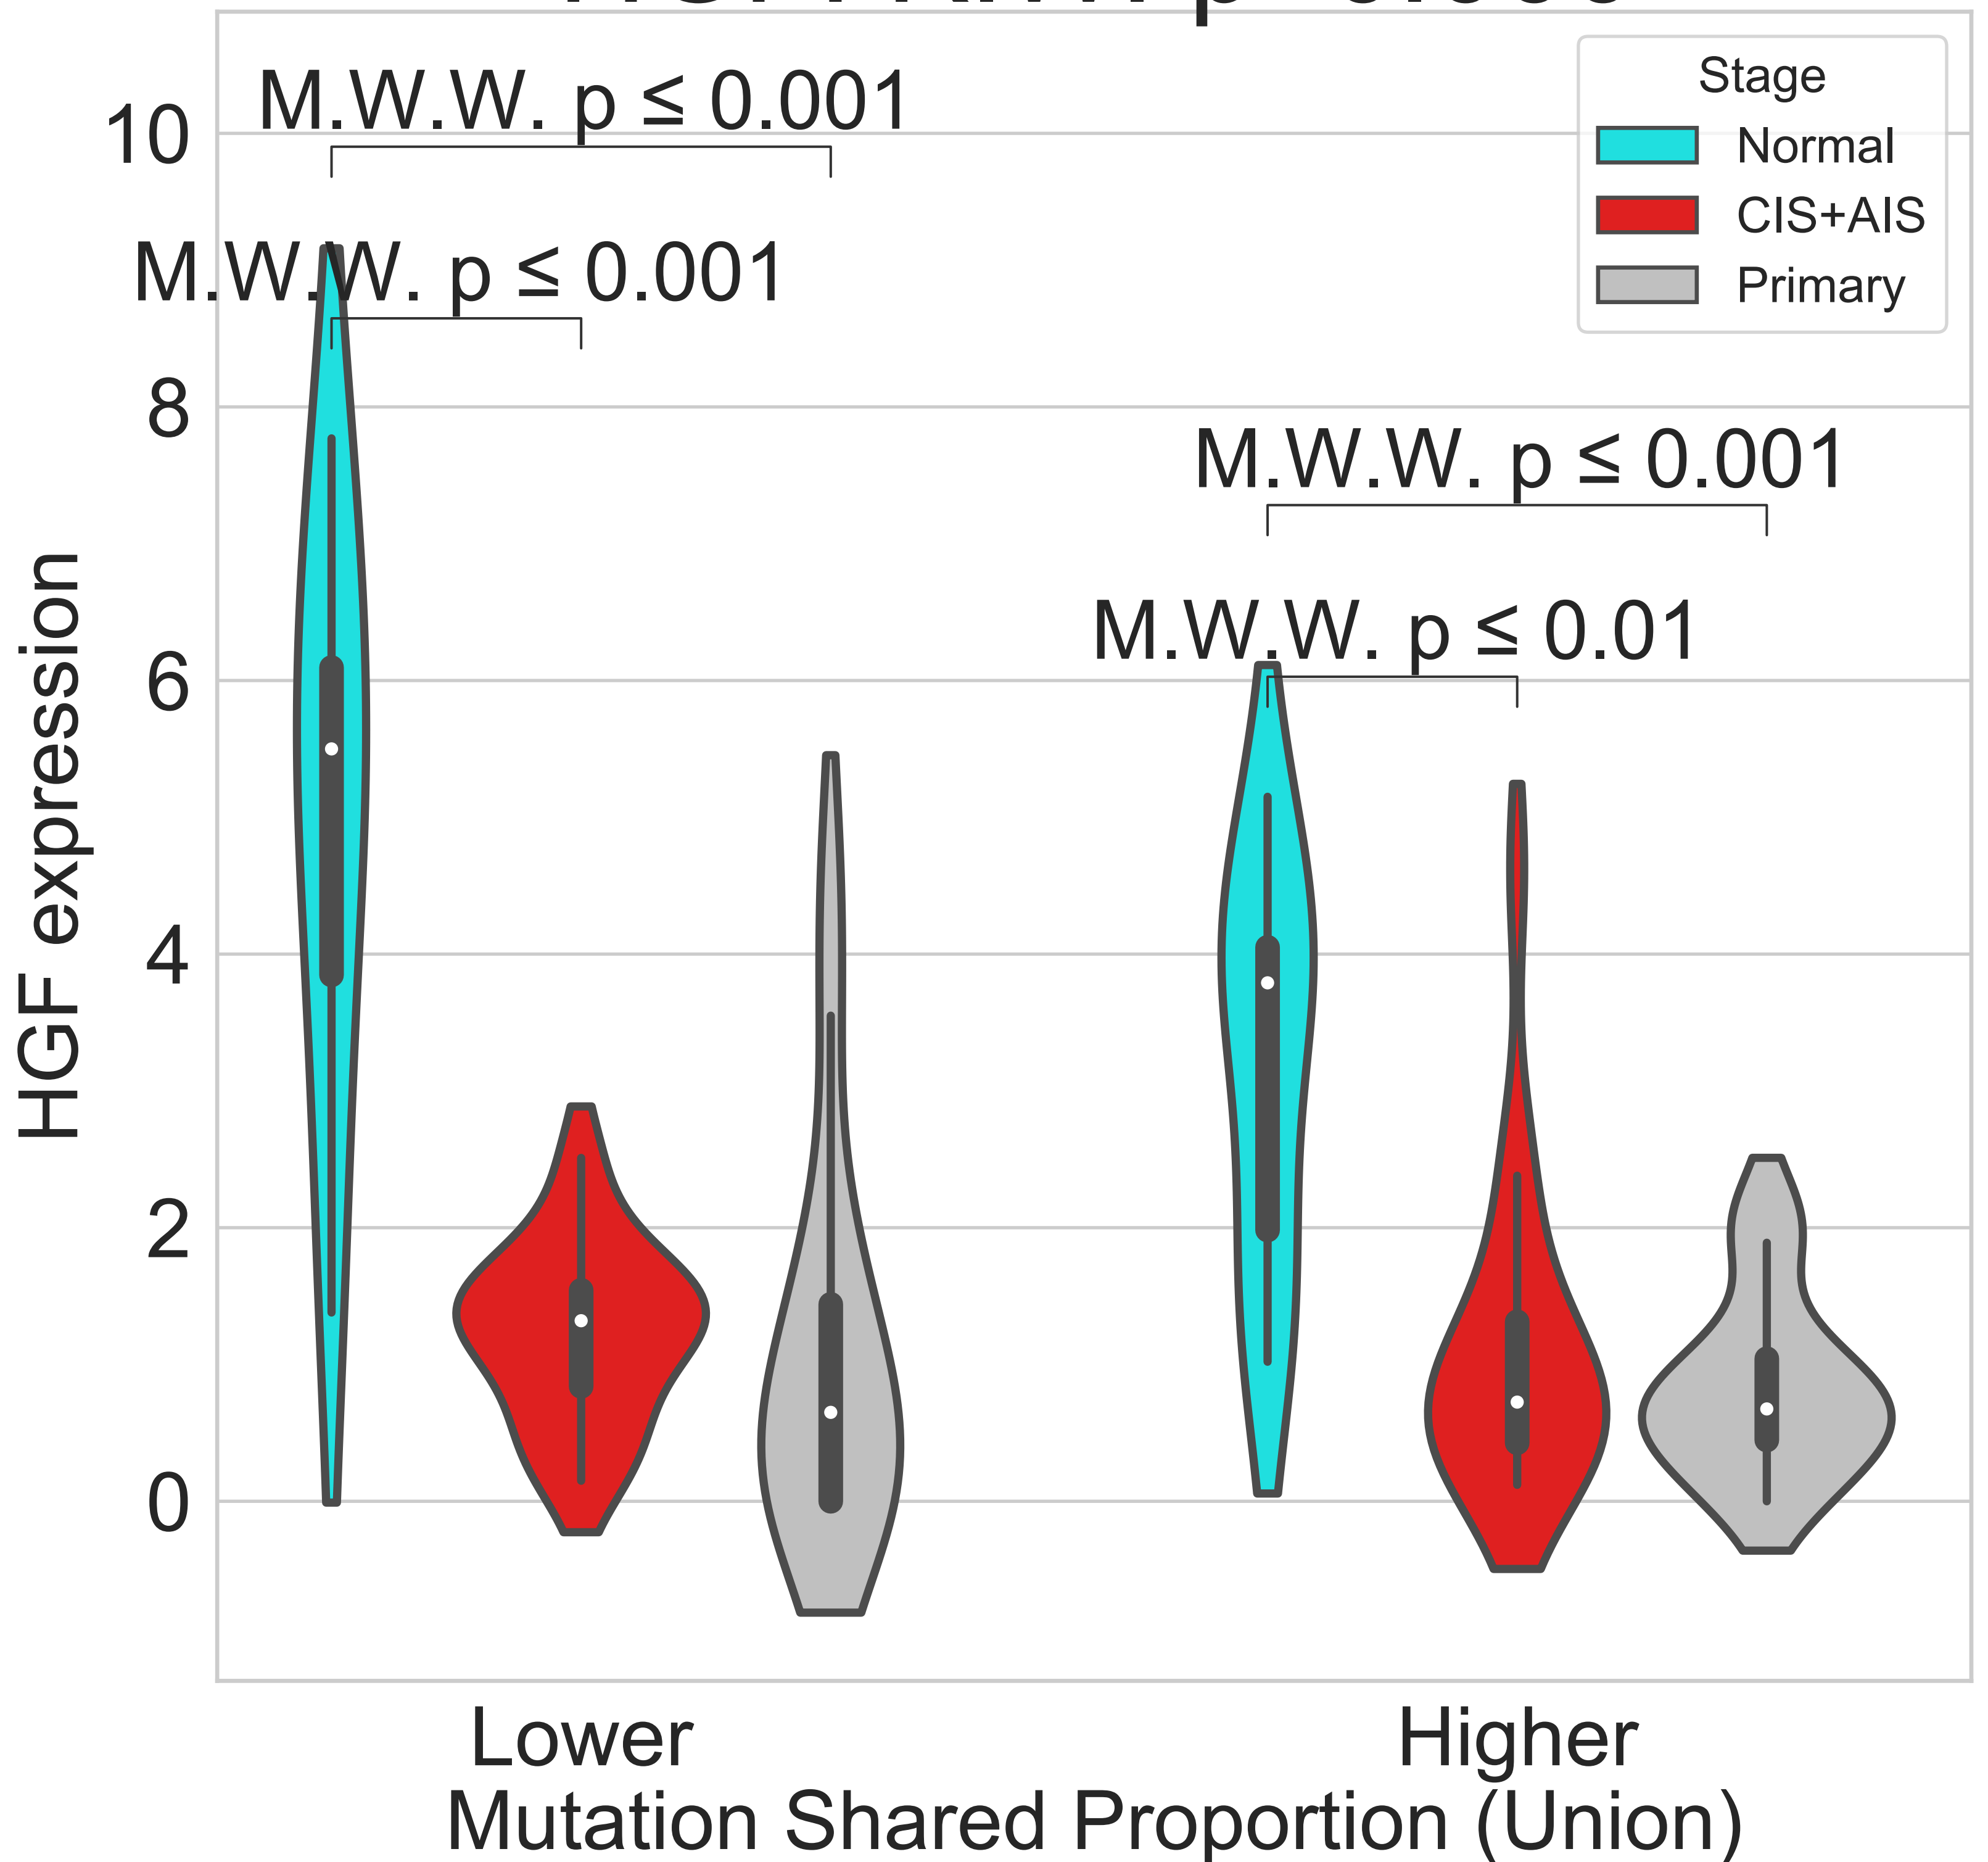 Stage
Normal
CIS+AIS
Primary
M.W.W. p ≤ 0.001
M.W.W. p ≤ 0.001
M.W.W. p ≤ 0.001
M.W.W. p ≤ 0.01
10
8
6
4
2
0
HGF expression
Lower
Higher
Mutation Shared Proportion (Union)